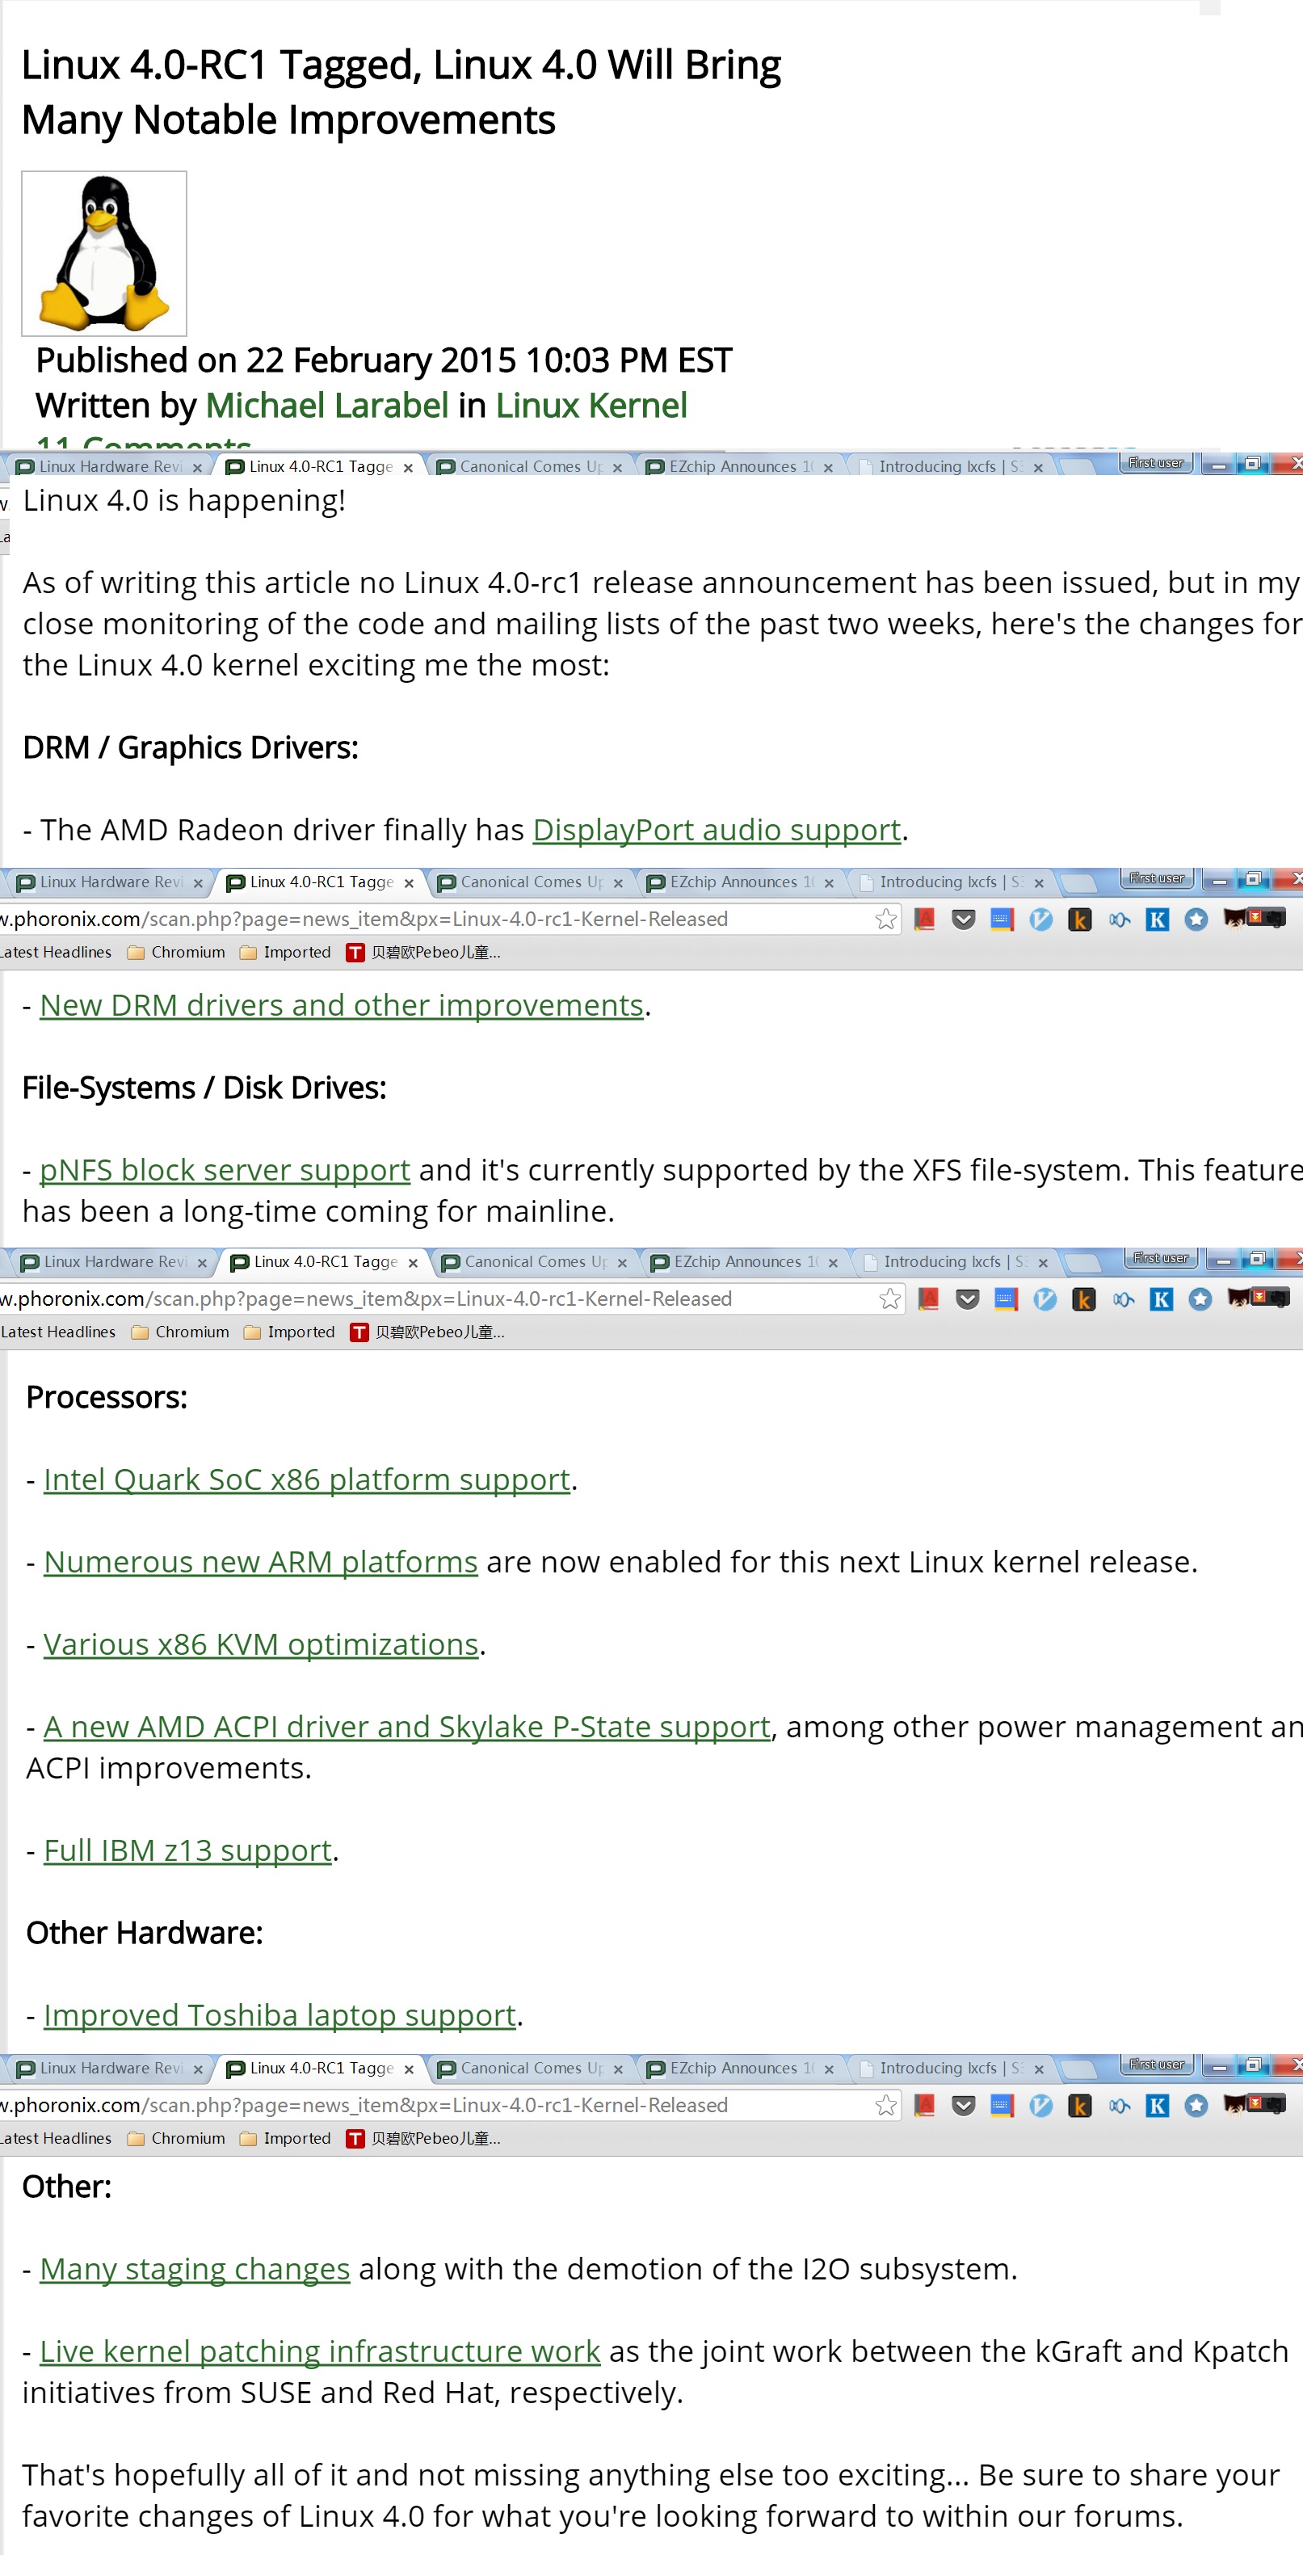 Linux 4.0-RC1 Tagged, Linux 4.0 Will Bring
Many Notable Improvements
Published on 22 February 2015 10:03 PM EST
Written by Michael Larabel in Linux Kernel
11 Comments
Linux Hardware Revi Linux 4.0-RC1 Tagge Canonical Comes Up EZchip Announces 10 Introducing lxcfs | S First user
Linux 4.0 is happening!
As of writing this article no Linux 4.0-rc1 release announcement has been issued, but in my
close monitoring of the code and mailing lists of the past two weeks, here's the changes for
the Linux 4.0 kernel exciting me the most:
DRM / Graphics Drivers:
- The AMD Radeon driver finally has DisplayPort audio support.
Linux Hardware Revi Linux 4.0-RC1 Tagge Canonical Comes Up EZchip Announces 10 Introducing lxcfs | S First user
w.phoronix.com/scan.php?page=news_item&px=Linux-4.0-rc1-Kernel-Released
Latest Headlines Chromium Imported 贝碧欧Pebeo儿童...
- New DRM drivers and other improvements.
File-Systems / Disk Drives:
- pNFS block server support and it's currently supported by the XFS file-system. This feature
has been a long-time coming for mainline.
Linux Hardware Revi Linux 4.0-RC1 Tagge Canonical Comes Up EZchip Announces 10 Introducing lxcfs | S First user
w.phoronix.com/scan.php?page=news_item&px=Linux-4.0-rc1-Kernel-Released
Latest Headlines Chromium Imported 贝碧欧Pebeo儿童...
Processors:
- Intel Quark SoC x86 platform support.
- Numerous new ARM platforms are now enabled for this next Linux kernel release.
- Various x86 KVM optimizations.
- A new AMD ACPI driver and Skylake P-State support, among other power management an
ACPI improvements.
- Full IBM z13 support.
Other Hardware:
- Improved Toshiba laptop support.
Linux Hardware Revi Linux 4.0-RC1 Tagge Canonical Comes Up EZchip Announces 10 Introducing lxcfs | S First user
w.phoronix.com/scan.php?page=news_item&px=Linux-4.0-rc1-Kernel-Released
Latest Headlines Chromium Imported 贝碧欧Pebeo儿童...
Other:
- Many staging changes along with the demotion of the I2O subsystem.
- Live kernel patching infrastructure work as the joint work between the kGraft and Kpatch
initiatives from SUSE and Red Hat, respectively.
That's hopefully all of it and not missing anything else too exciting... Be sure to share your
favorite changes of Linux 4.0 for what you're looking forward to within our forums.